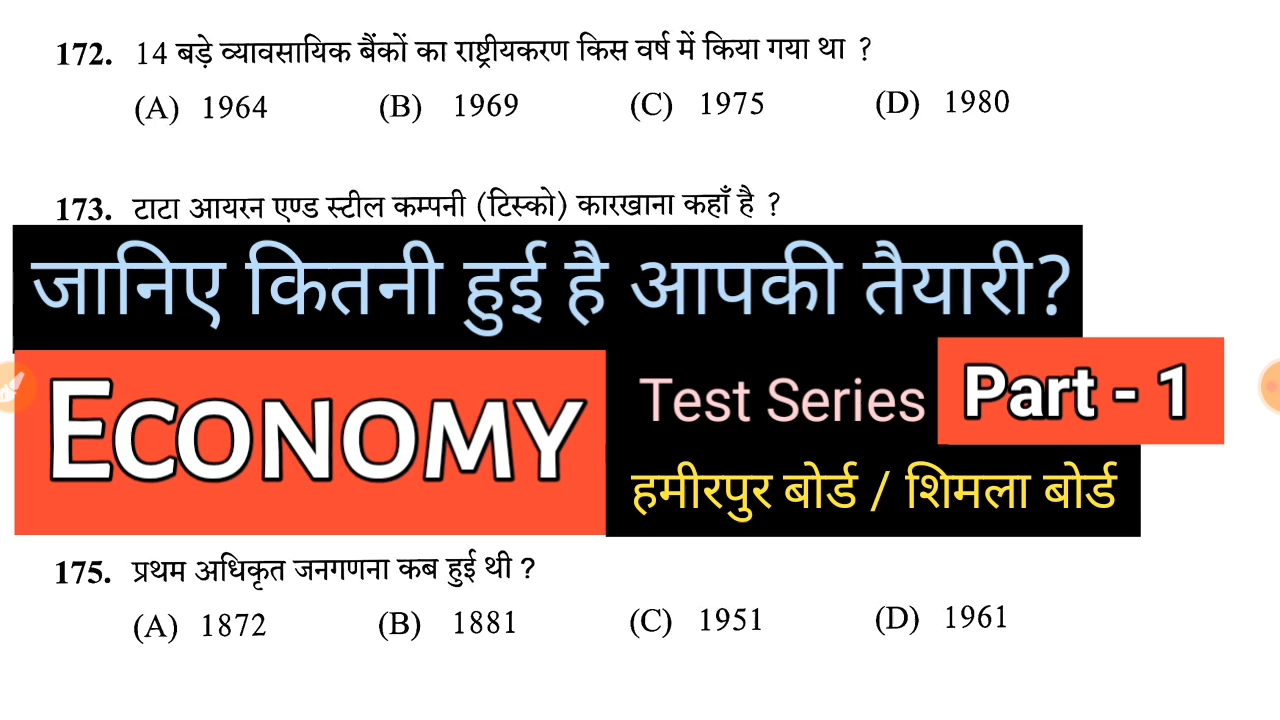 172. 14 बड़े व्यावसायिक बैंकों का राष्ट्रीयकरण किस वर्ष में किया गया था ?
(A) 1964 (B) 1969 (C) 1975 (D) 1980
173. टाटा आयरन एण्ड स्टील कम्पनी (टिस्को) कारखाना कहाँ है ?
जानिए कितनी हुई है आपकी तैयारी?
ECONOMY Test Series Part - 1
हमीरपुर बोर्ड / शिमला बोर्ड
175. प्रथम अधिकृत जनगणना कब हुई थी ?
(A) 1872 (B) 1881 (C) 1951 (D) 1961